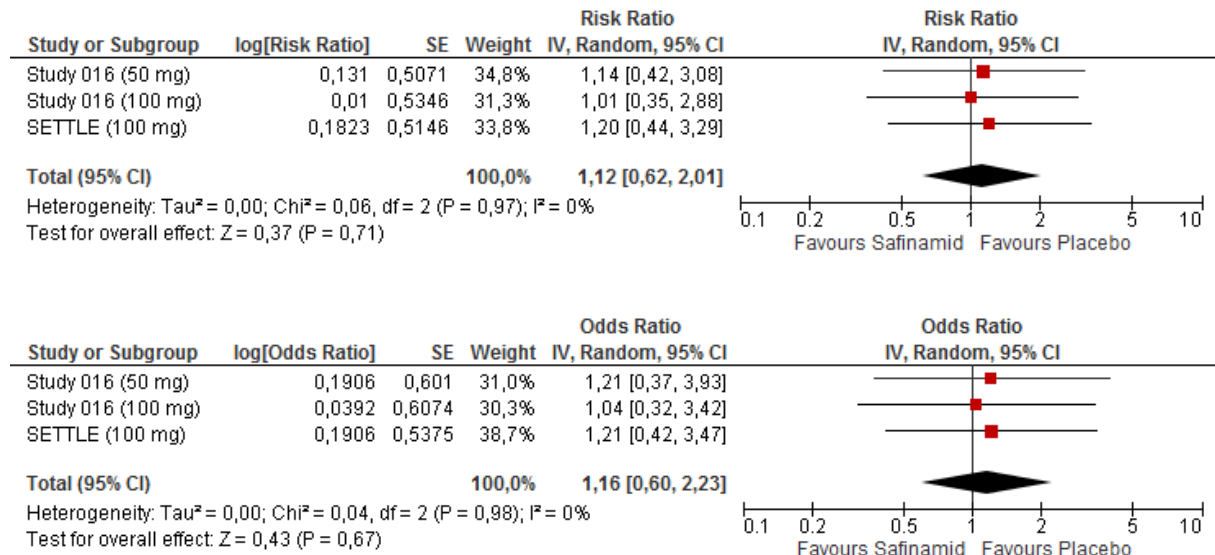 Risk Ratio Risk Ratio
Study or Subgroup log[Risk Ratio] SE Weight IV, Random, 95% CI IV, Random, 95% CI
Study 016 (50 mg) 0,131 0,5071 34,8% 1,14 [0,42, 3,08]
Study 016 (100 mg) 0,01 0,5346 31,3% 1,01 [0,35, 2,88]
SETTLE (100 mg) 0,1823 0,5146 33,8% 1,20 [0,44, 3,29]
Total (95% CI) 100,0% 1,12 [0,62, 2,01]
Heterogeneity: Tau² = 0,00; Chi² = 0,06, df = 2 (P = 0,97); I² = 0%
Test for overall effect: Z = 0,37 (P = 0,71)
0.1 0.2 0.5 1 2 5 10
Favours Safinamid Favours Placebo
Odds Ratio Odds Ratio
Study or Subgroup log[Odds Ratio] SE Weight IV, Random, 95% CI IV, Random, 95% CI
Study 016 (50 mg) 0,1906 0,601 31,0% 1,21 [0,37, 3,93]
Study 016 (100 mg) 0,0392 0,6074 30,3% 1,04 [0,32, 3,42]
SETTLE (100 mg) 0,1906 0,5375 38,7% 1,21 [0,42, 3,47]
Total (95% CI) 100,0% 1,16 [0,60, 2,23]
Heterogeneity: Tau² = 0,00; Chi² = 0,04, df = 2 (P = 0,98); I² = 0%
Test for overall effect: Z = 0,43 (P = 0,67)
0.1 0.2 0.5 1 2 5 10
Favours Safinamid Favours Placebo